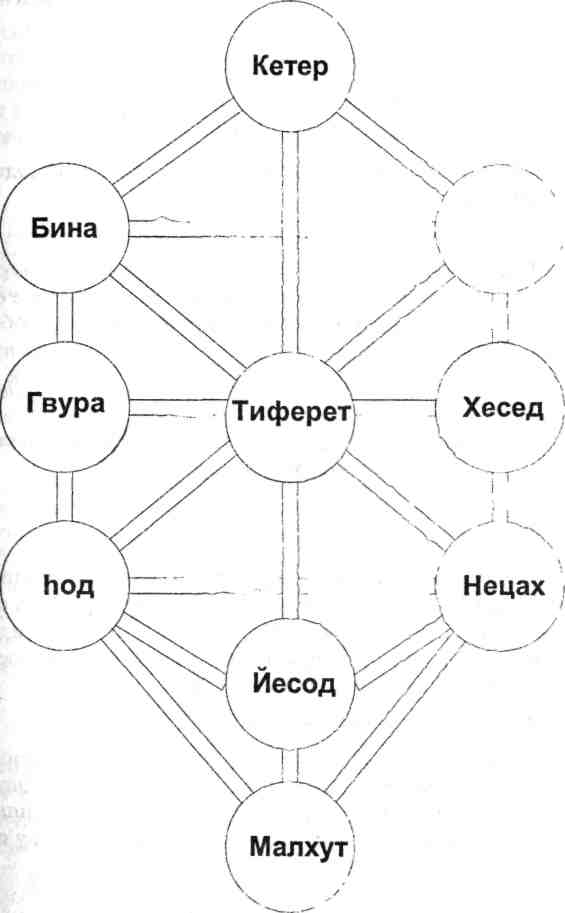 Кетер
Бина
Гвура
Тиферет
Хесед
hод
Нецах
Йесод
Малхут